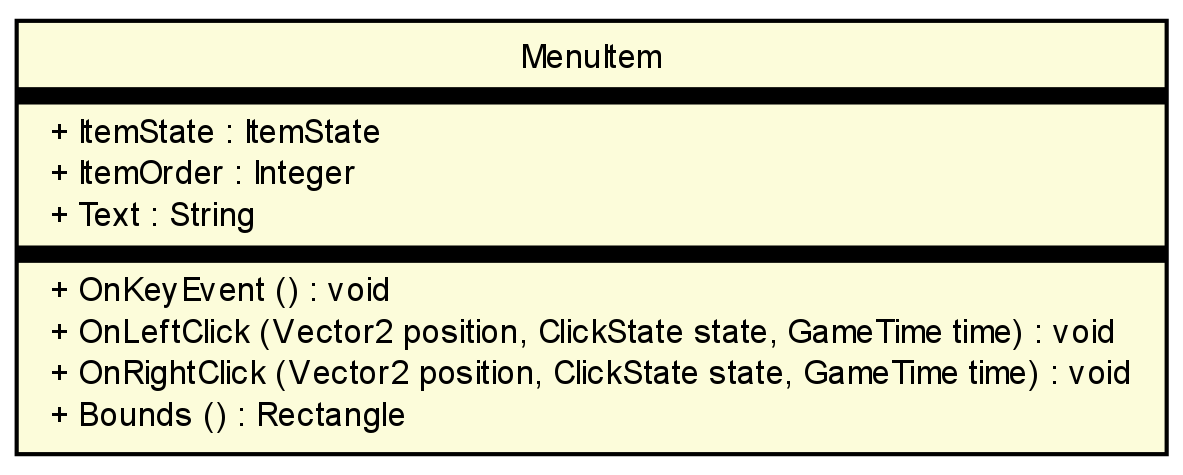 MenuItem
+ ItemState : ItemState
+ ItemOrder : Integer
+ Text : String
+ OnKeyEvent () : void
+ OnLeftClick (Vector2 position, ClickState state, GameTime time) : void
+ OnRightClick (Vector2 position, ClickState state, GameTime time) : void
+ Bounds () : Rectangle